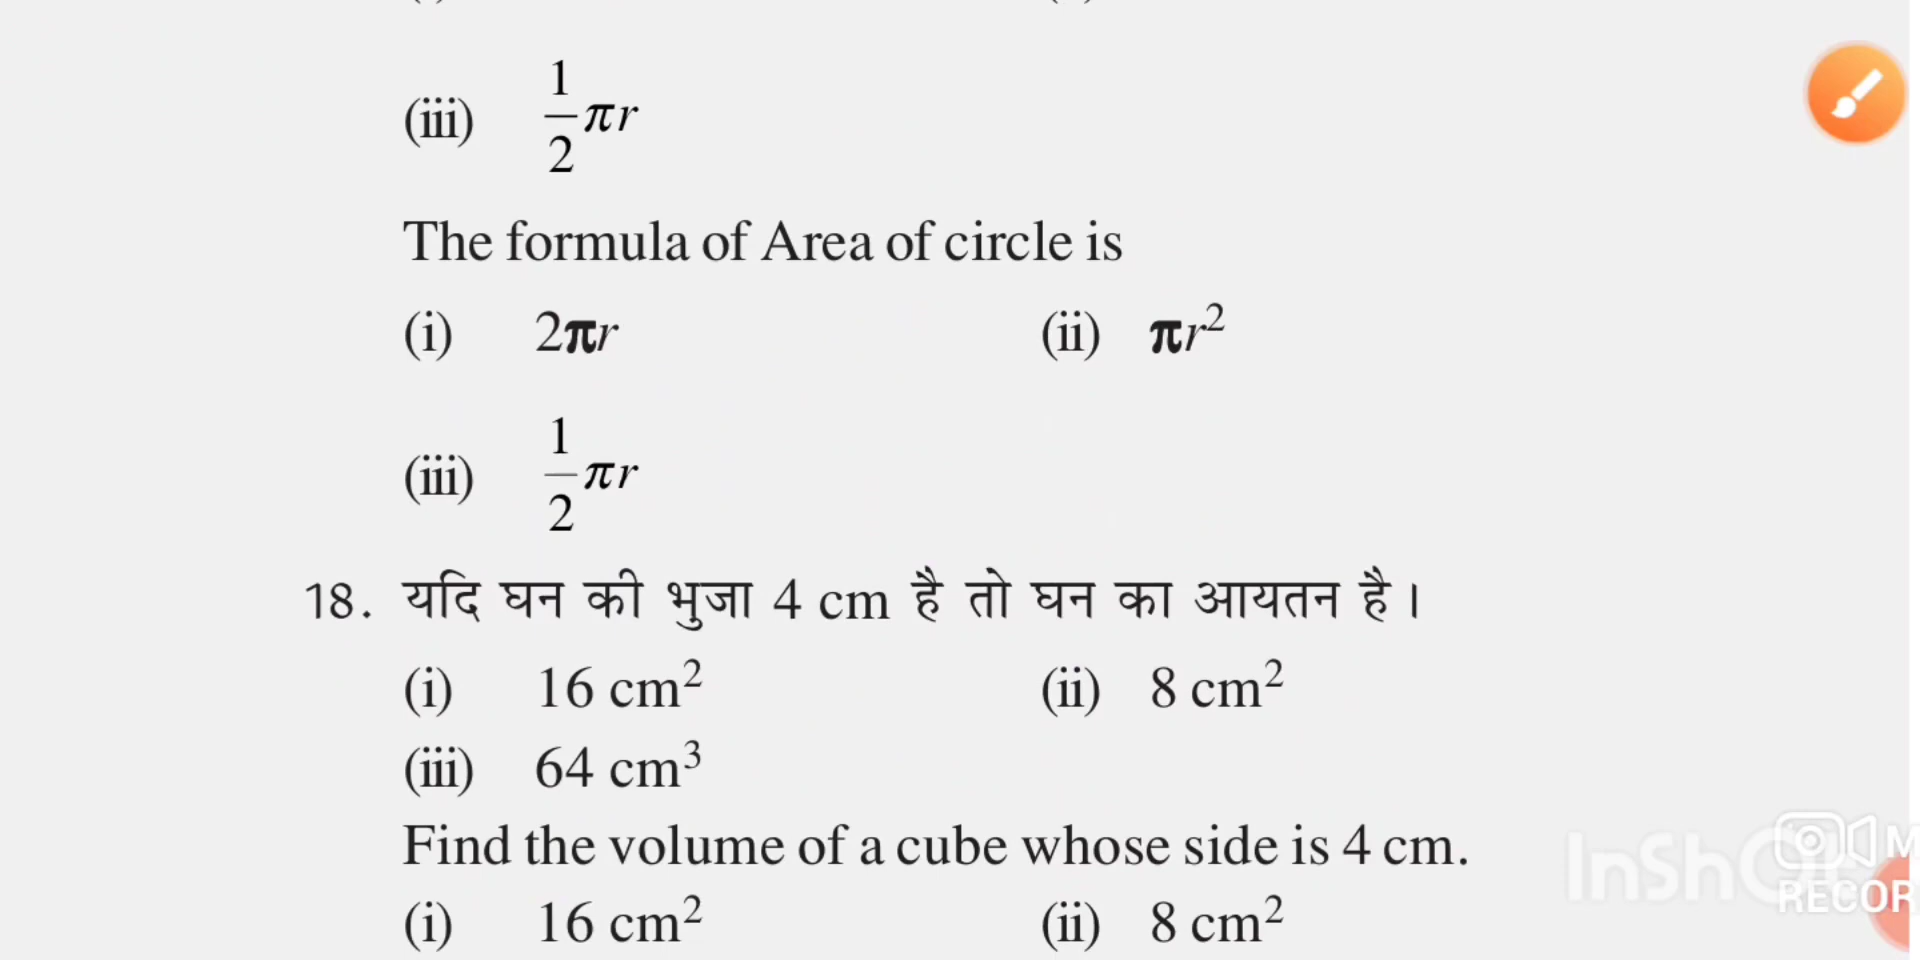 (iii) 1/2 πr
The formula of Area of circle is
(i) 2πr (ii) πr²
(iii) 1/2 πr
18. यदि घन की भुजा 4 cm है तो घन का आयतन है।
(i) 16 cm² (ii) 8 cm²
(iii) 64 cm³
Find the volume of a cube whose side is 4 cm.
(i) 16 cm² (ii) 8 cm²
InSh
RECOR